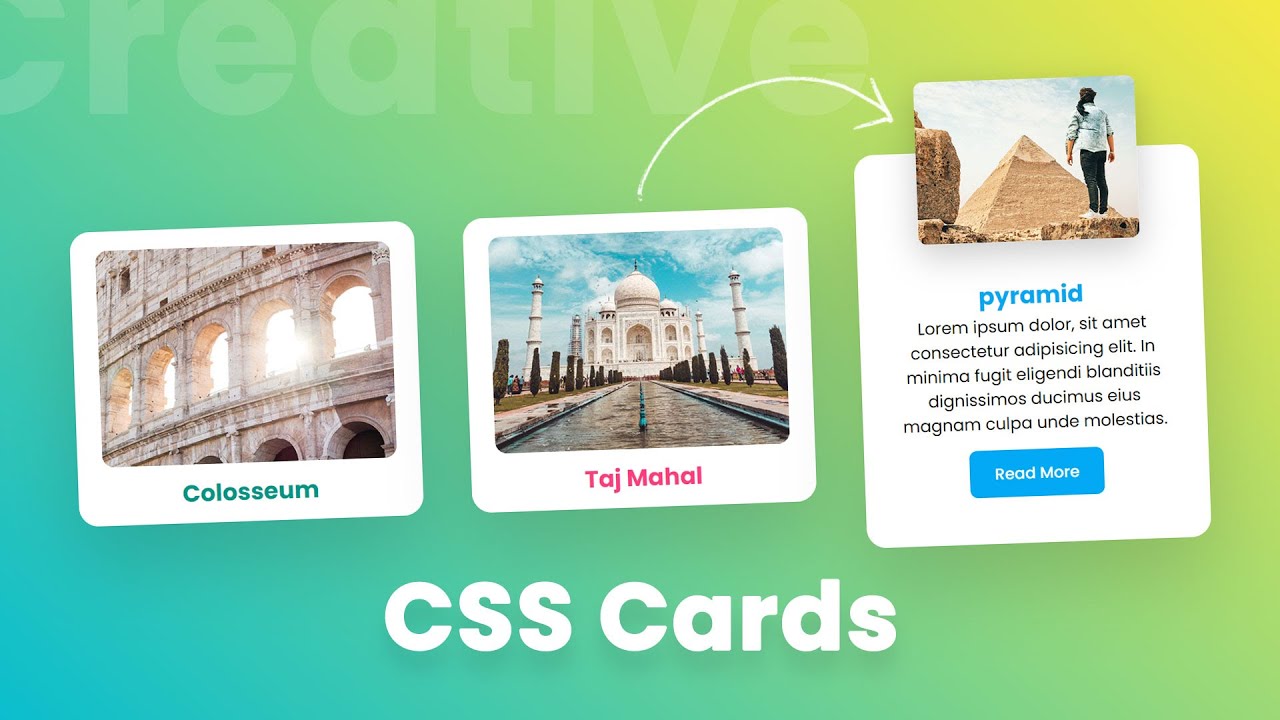 Creative
Colosseum
Taj Mahal
pyramid
Lorem ipsum dolor, sit amet
consectetur adipisicing elit. In
minima fugit eligendi blanditiis
dignissimos ducimus eius
magnam culpa unde molestias.
Read More
CSS Cards